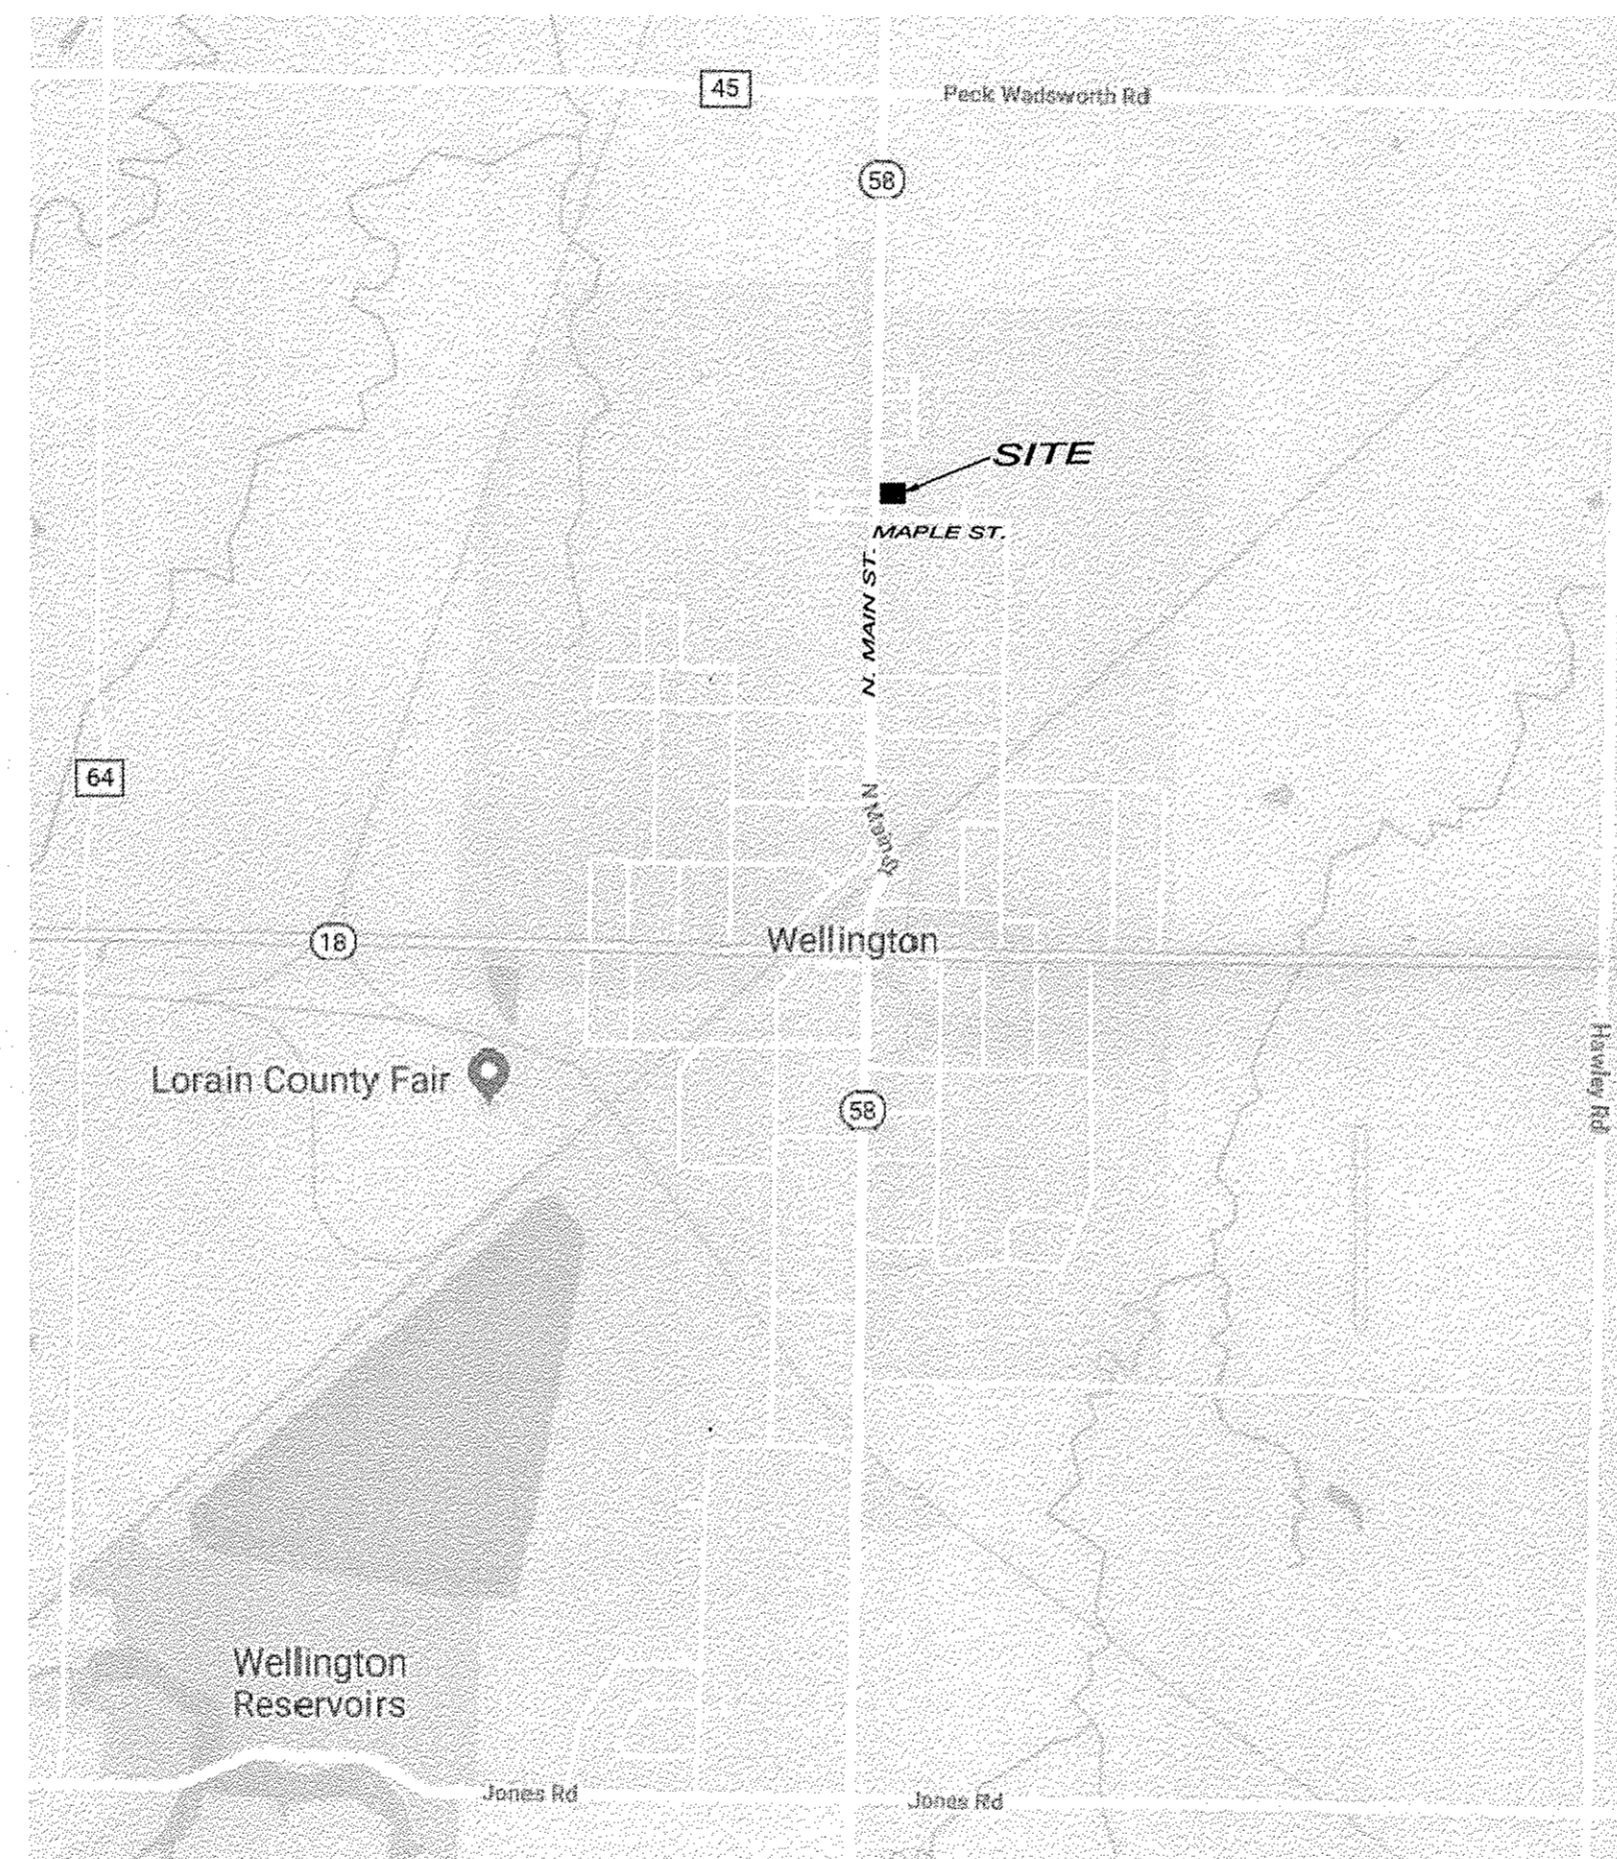 45
Peck Wadsworth Rd
58
SITE
MAPLE ST.
N. MAIN ST.
64
N Main St
18
Wellington
Hawley Rd
Lorain County Fair
58
Wellington
Reservoirs
Jones Rd
Jones Rd